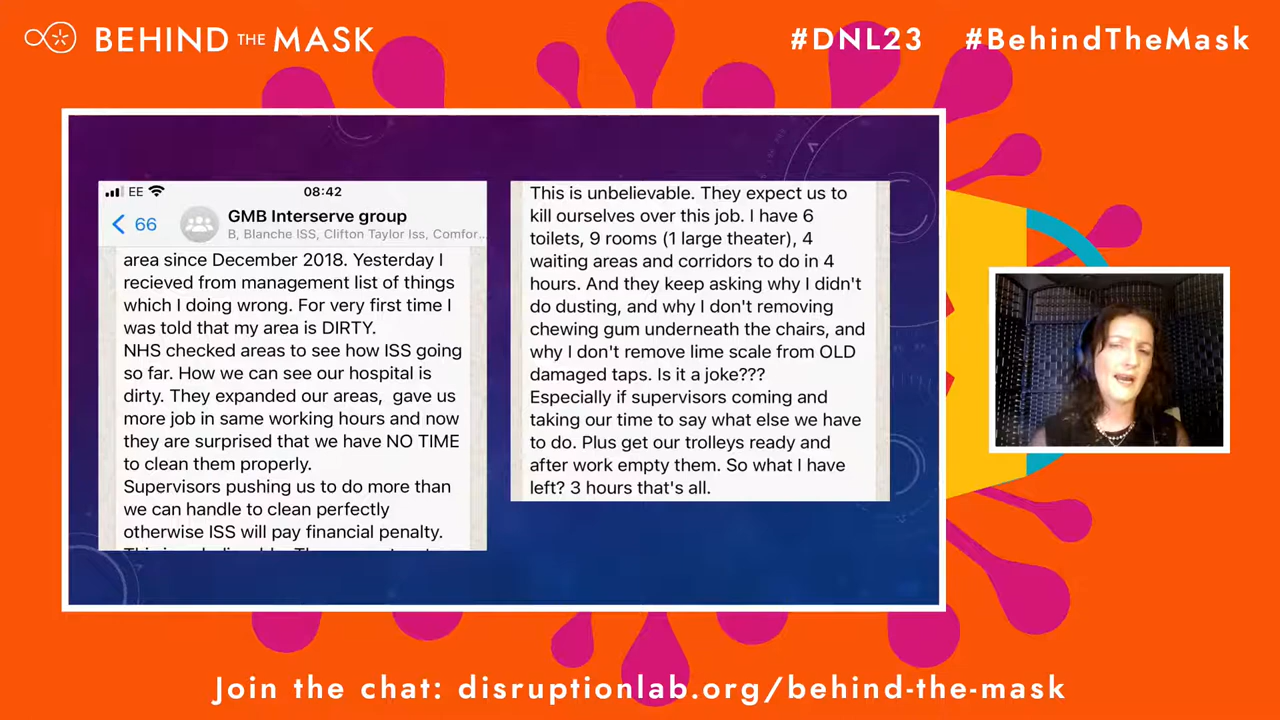 BEHIND THE MASK
#DNL23 #BehindTheMask
EE 08:42
66
GMB Interserve group
B, Blanche ISS, Clifton Taylor Iss, Comfor...
area since December 2018. Yesterday I
recieved from management list of things
which I doing wrong. For very first time I
was told that my area is DIRTY.
NHS checked areas to see how ISS going
so far. How we can see our hospital is
dirty. They expanded our areas, gave us
more job in same working hours and now
they are surprised that we have NO TIME
to clean them properly.
Supervisors pushing us to do more than
we can handle to clean perfectly
otherwise ISS will pay financial penalty.
This is unbelievable. They expect us to
kill ourselves over this job. I have 6
toilets, 9 rooms (1 large theater), 4
waiting areas and corridors to do in 4
hours. And they keep asking why I didn't
do dusting, and why I don't removing
chewing gum underneath the chairs, and
why I don't remove lime scale from OLD
damaged taps. Is it a joke???
Especially if supervisors coming and
taking our time to say what else we have
to do. Plus get our trolleys ready and
after work empty them. So what I have
left? 3 hours that's all.
Join the chat: disruptionlab.org/behind-the-mask